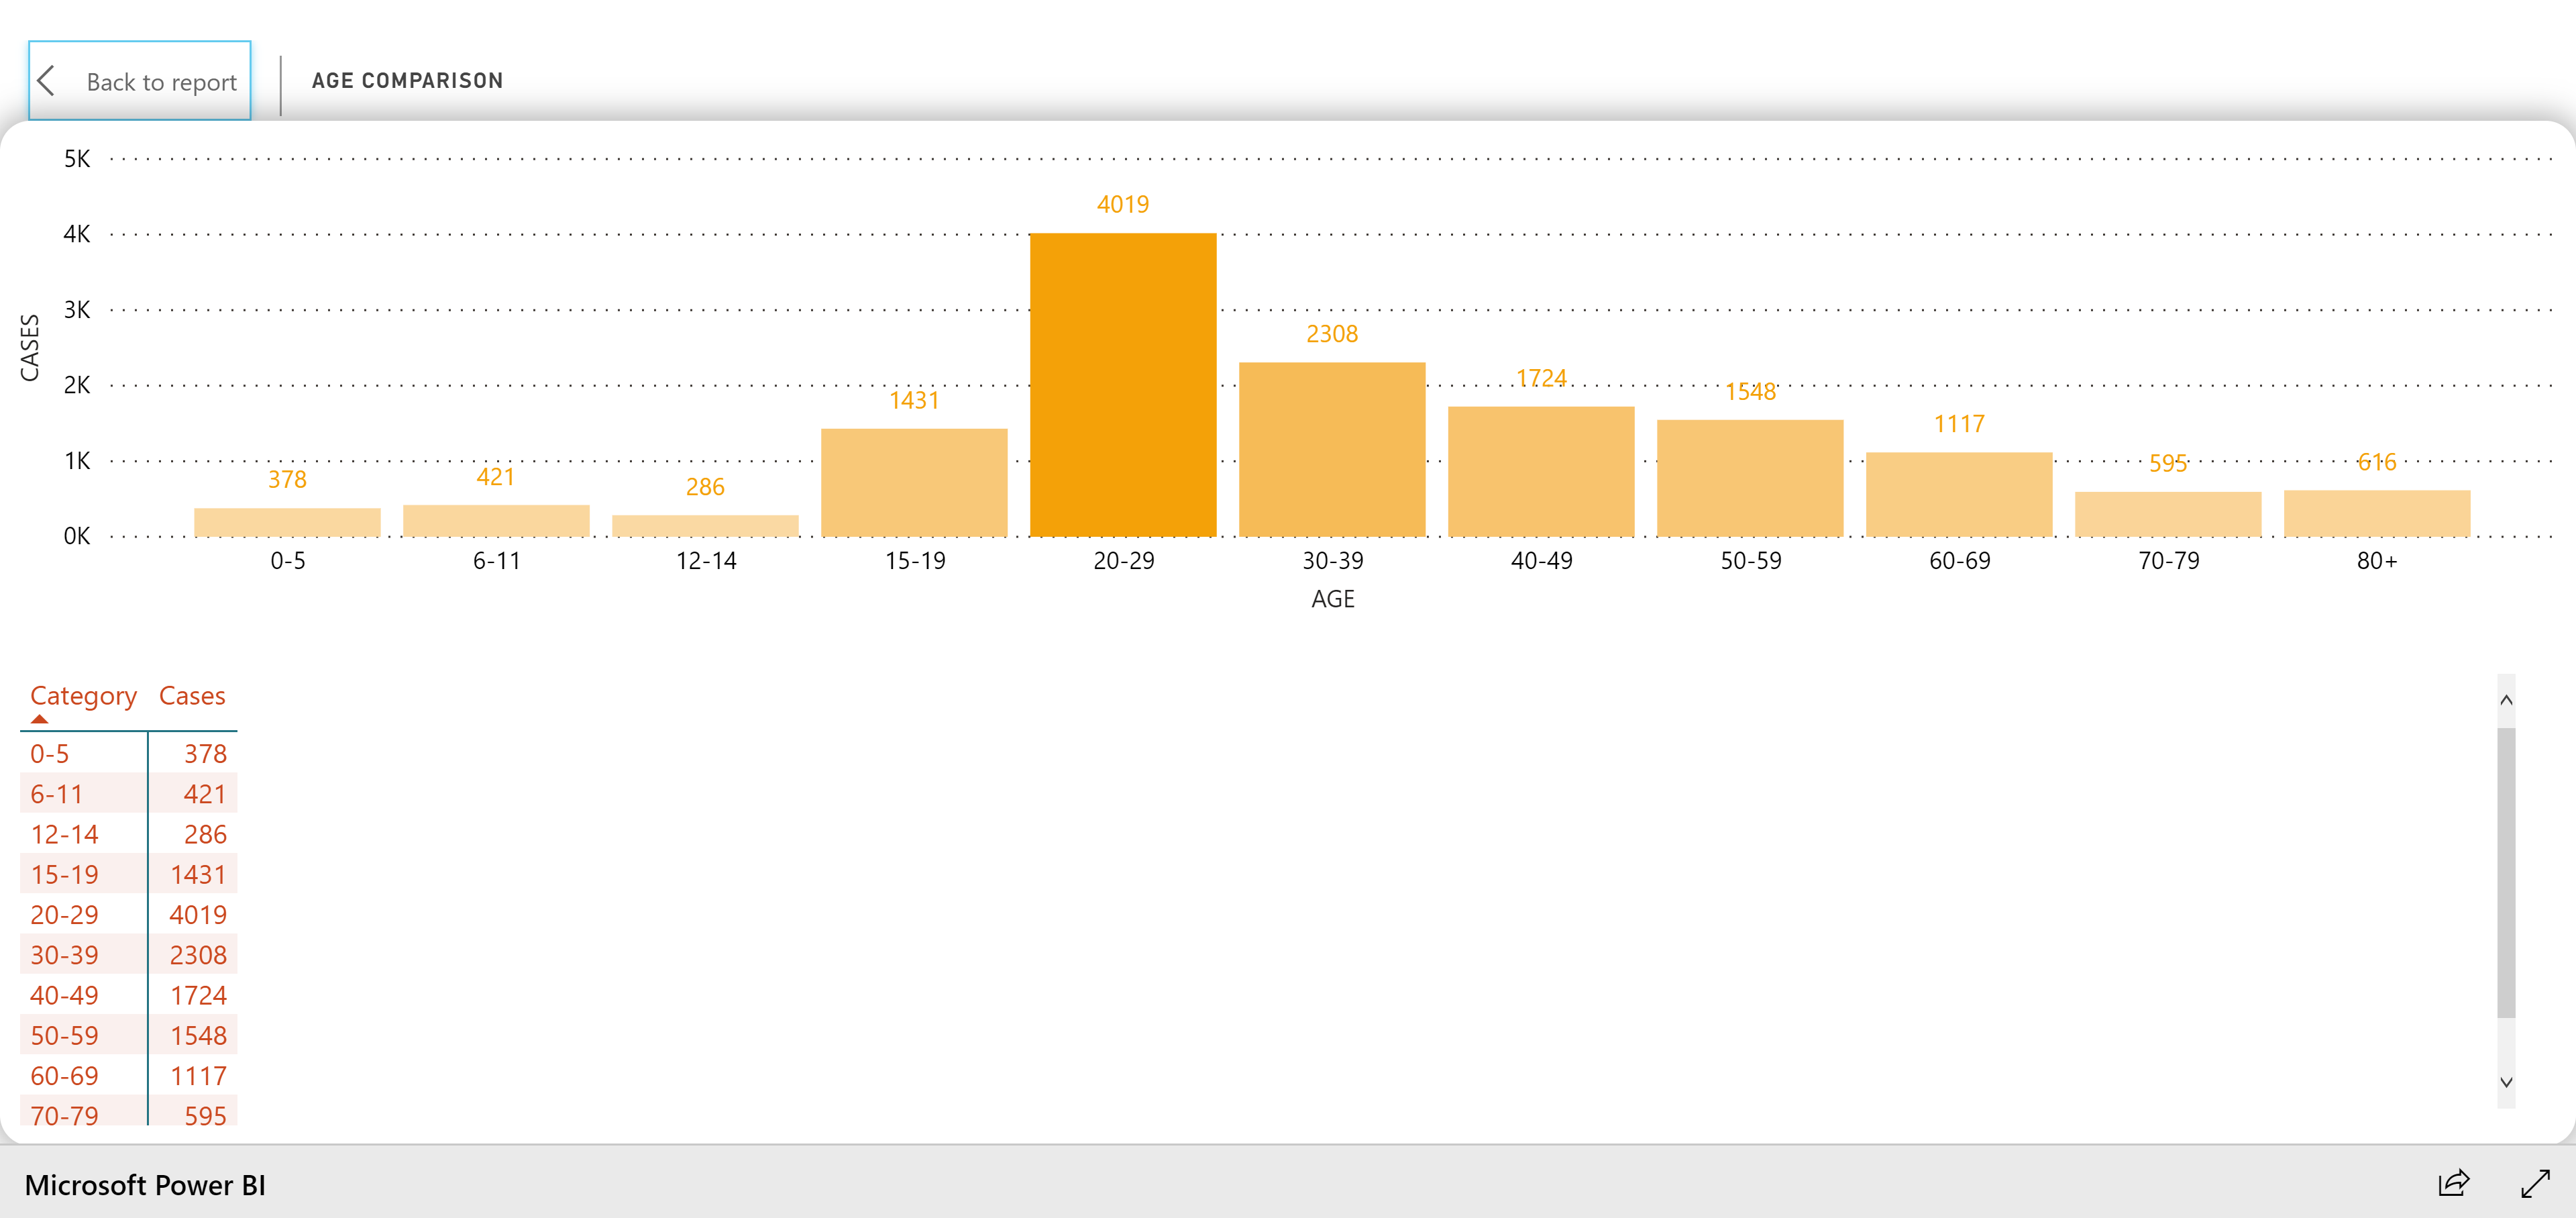 Back to report
AGE COMPARISON
5K
4K
3K
2K
1K
0K
CASES
378
421
286
1431
4019
2308
1724
1548
1117
595
616
0-5
6-11
12-14
15-19
20-29
30-39
40-49
50-59
60-69
70-79
80+
AGE
Category Cases
0-5 378
6-11 421
12-14 286
15-19 1431
20-29 4019
30-39 2308
40-49 1724
50-59 1548
60-69 1117
70-79 595
Microsoft Power BI